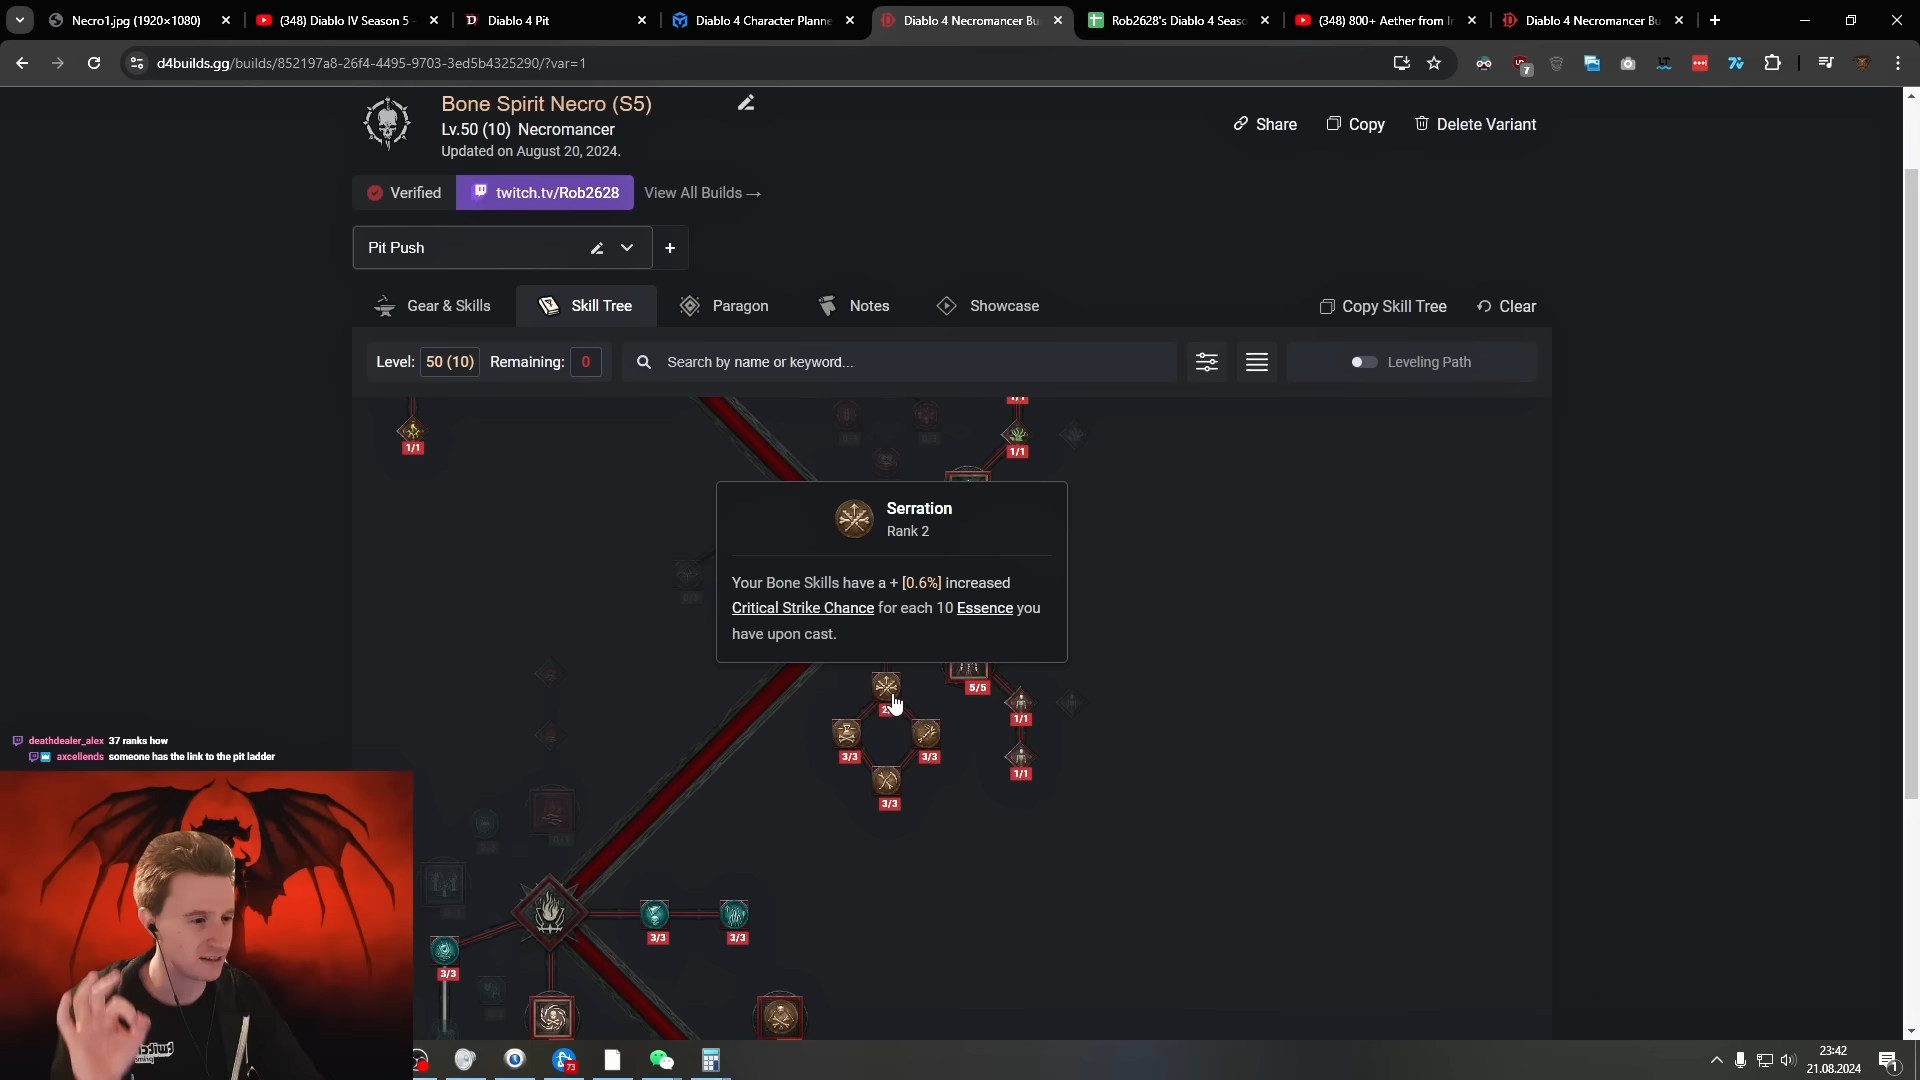 Necro1.jpg (1920×1080)
(348) Diablo IV Season 5 -
Diablo 4 Pit
Diablo 4 Character Planne
Diablo 4 Necromancer Bu
Rob2628's Diablo 4 Seaso
(348) 800+ Aether from I
Diablo 4 Necromancer Bu
d4builds.gg/builds/852197a8-26f4-4495-9703-3ed5b4325290/?var=1
7
Bone Spirit Necro (S5)
Lv.50 (10) Necromancer
Updated on August 20, 2024.
Share
Copy
Delete Variant
Verified
twitch.tv/Rob2628
View All Builds →
Pit Push
+
Gear & Skills
Skill Tree
Paragon
Notes
Showcase
Copy Skill Tree
Clear
Level: 50 (10) Remaining: 0
Search by name or keyword...
Leveling Path
1/1
1/1
1/1
Serration
Rank 2
Your Bone Skills have a + [0.6%] increased
Critical Strike Chance for each 10 Essence you
have upon cast.
5/5
1/1
3/3
3/3
1/1
3/3
deathdealer_alex 37 ranks how
axcellends someone has the link to the pit ladder
3/3
3/3
3/3
73
23:42
21.08.2024
1